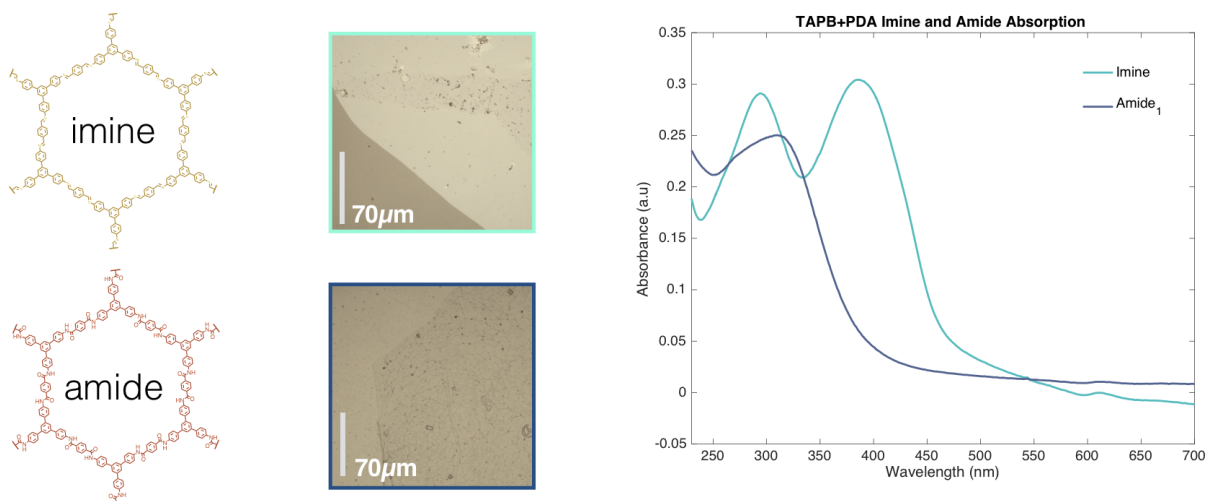 imine
amide
70µm
70µm
TAPB+PDA Imine and Amide Absorption
Imine
Amide1
Absorbance (a.u)
0.35
0.3
0.25
0.2
0.15
0.1
0.05
0
-0.05
250 300 350 400 450 500 550 600 650 700
Wavelength (nm)